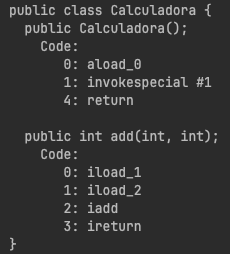 public class Calculadora {
  public Calculadora();
    Code:
       0: aload_0
       1: invokespecial #1
       4: return

  public int add(int, int);
    Code:
       0: iload_1
       1: iload_2
       2: iadd
       3: ireturn
}